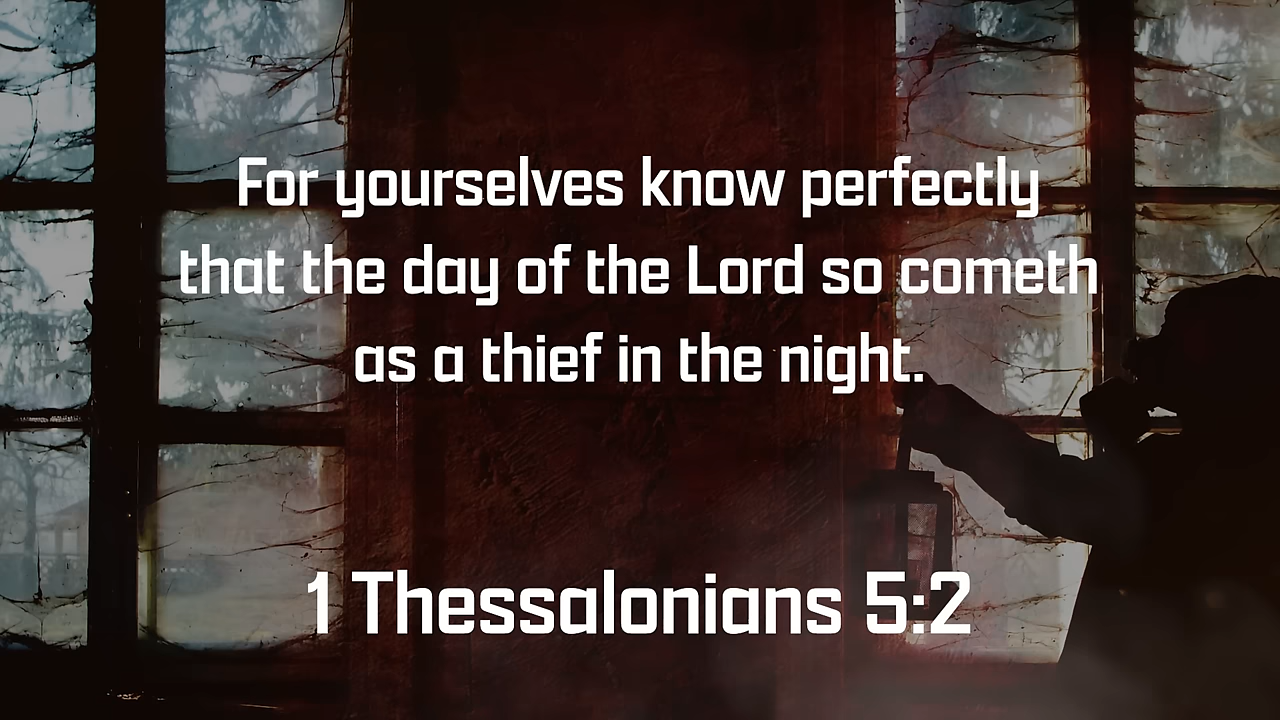 For yourselves know perfectly
that the day of the Lord so cometh
as a thief in the night.
1 Thessalonians 5:2